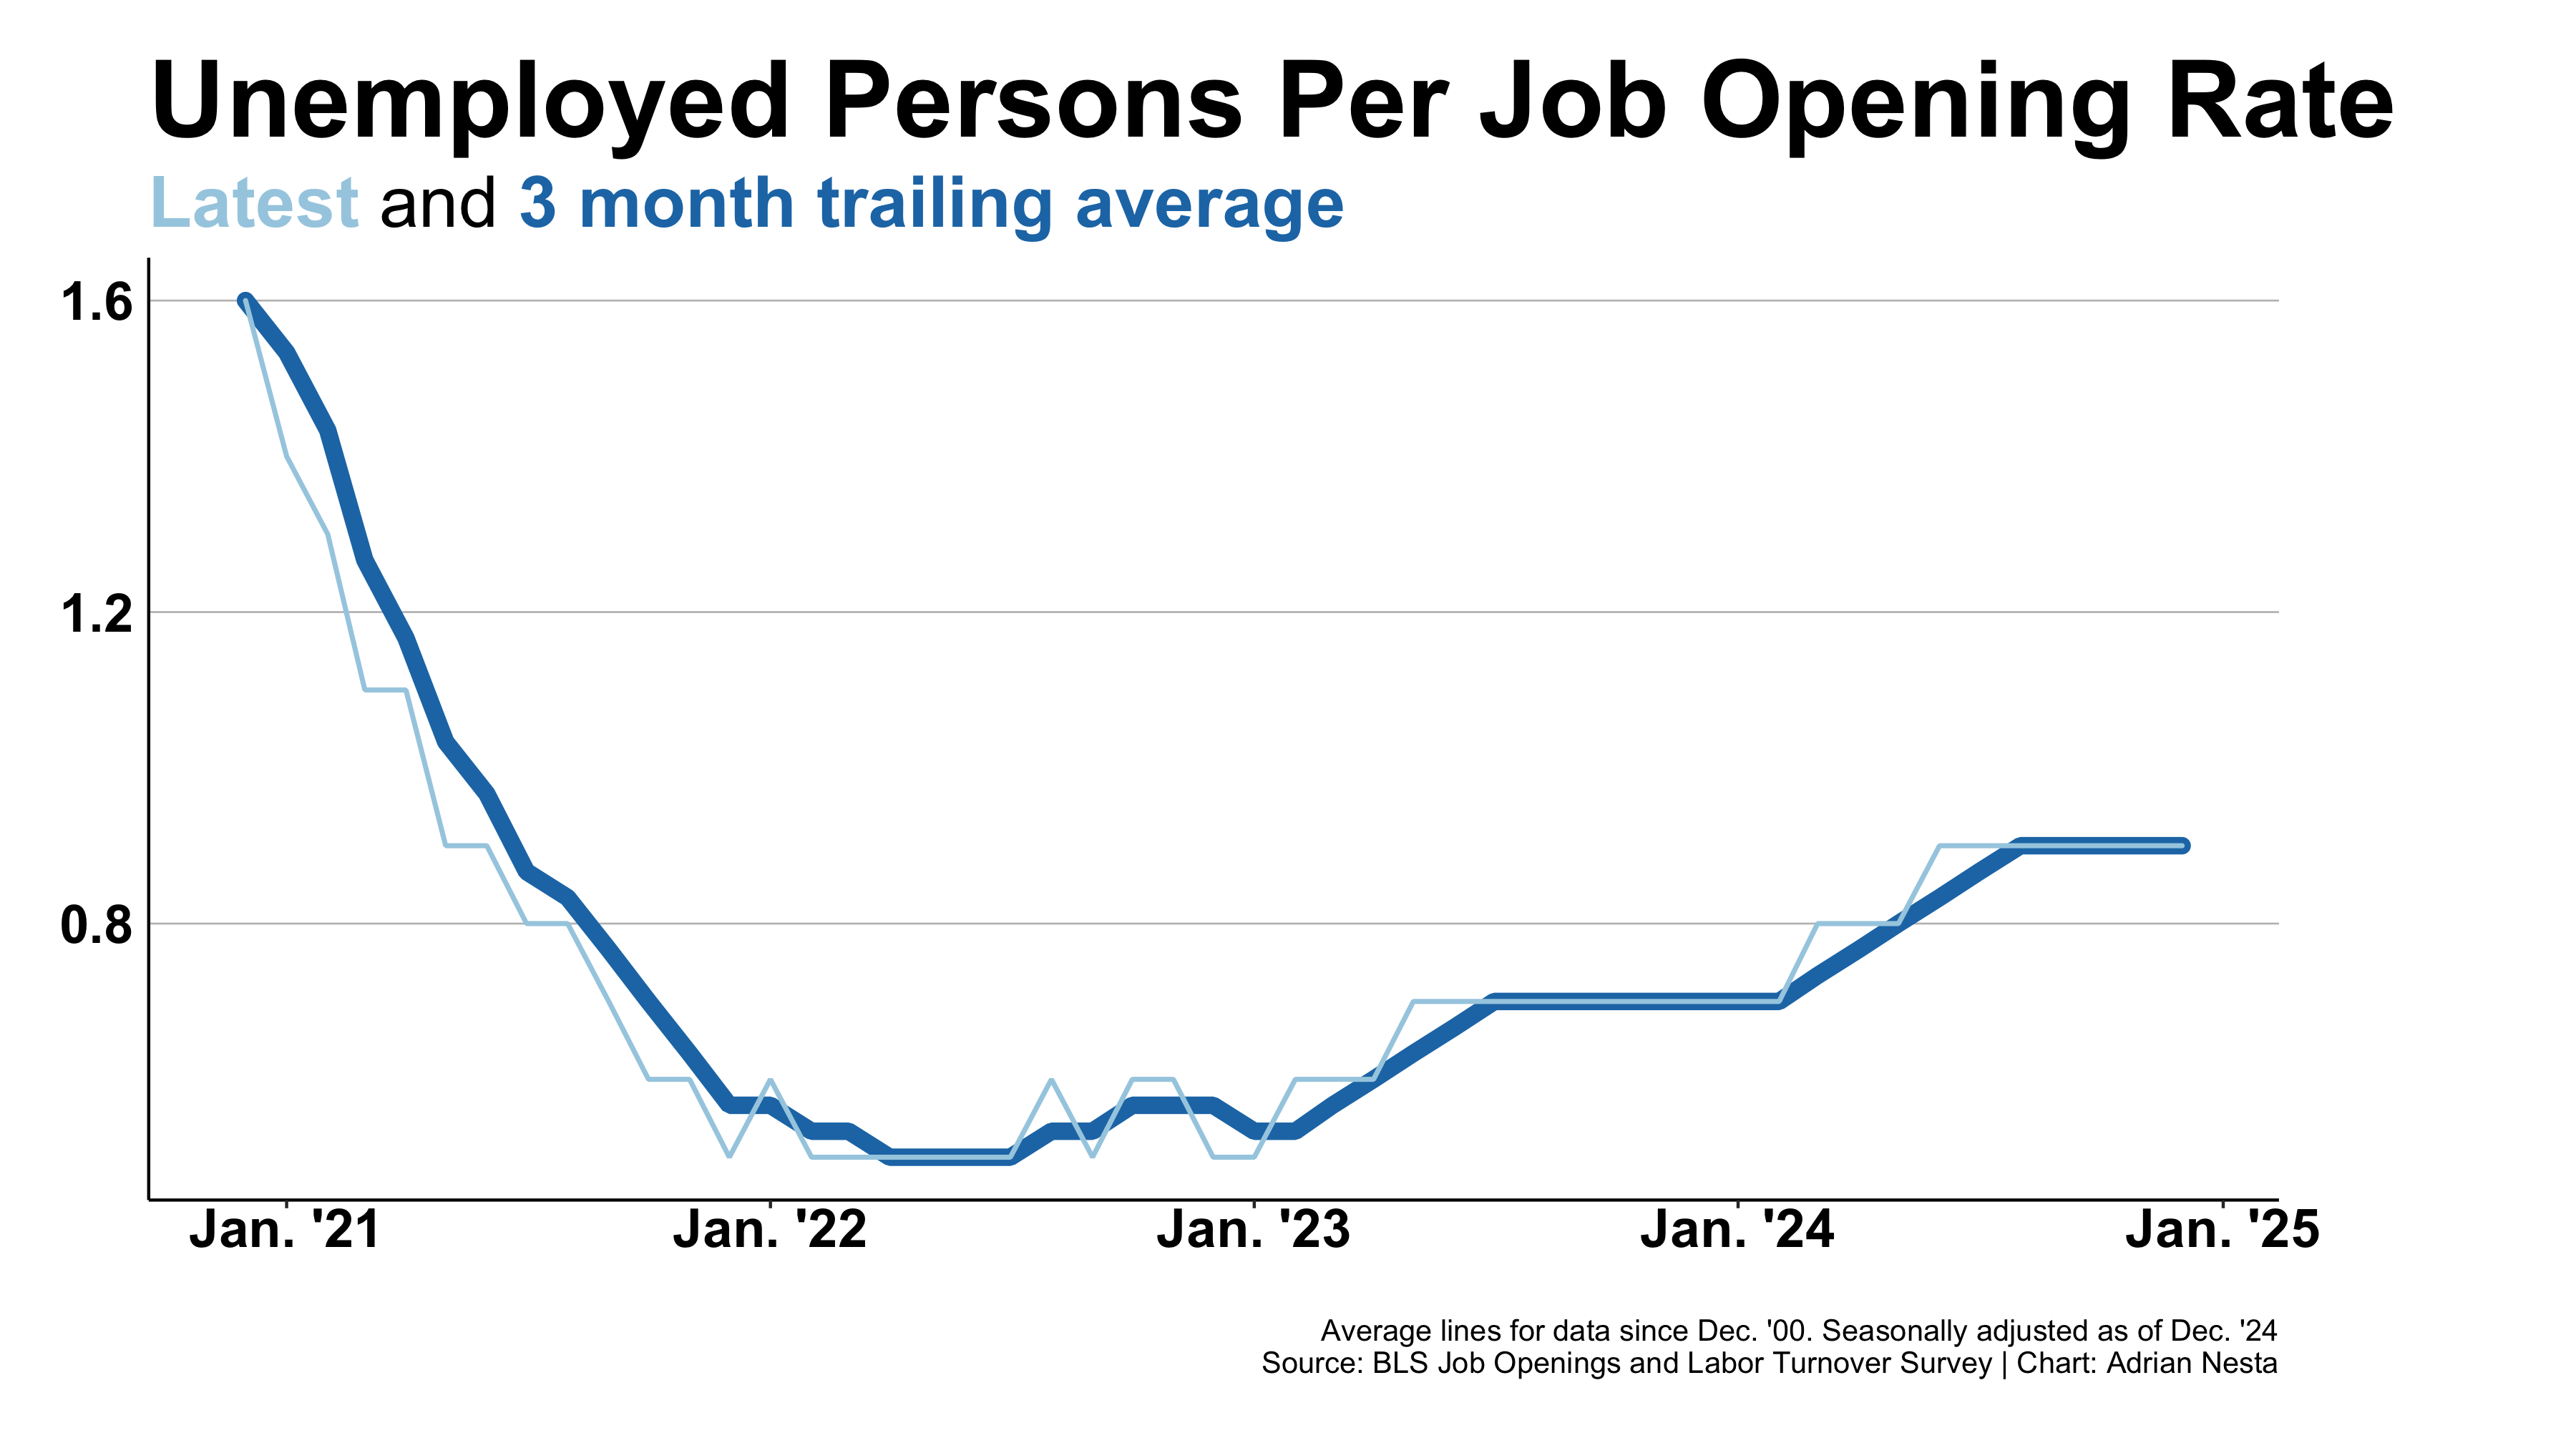 Unemployed Persons Per Job Opening Rate
Latest and 3 month trailing average
1.6
1.2
0.8
Jan. '21
Jan. '22
Jan. '23
Jan. '24
Jan. '25
Average lines for data since Dec. '00. Seasonally adjusted as of Dec. '24
Source: BLS Job Openings and Labor Turnover Survey | Chart: Adrian Nesta